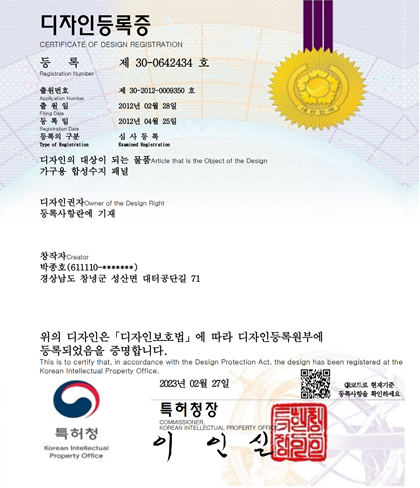 디자인등록증
CERTIFICATE OF DESIGN REGISTRATION
등 록 제 30-0642434 호
Registration Number
출원번호 제 30-2012-0009350 호
Application Number
출 원 일 2012년 02월 28일
Filing Date
등 록 일 2012년 04월 25일
Registration Date
등록의 구분 심 사 등 록
Type of Registration Examined Registration
디자인의 대상이 되는 물품Article that is the Object of the Design
가구용 합성수지 패널
디자인권자Owner of the Design Right
등록사항란에 기재
창작자Creator
박종호(611110-*******)
경상남도 창녕군 성산면 대터공단길 71
위의 디자인은 「디자인보호법」에 따라 디자인등록원부에
등록되었음을 증명합니다.
This is to certify that, in accordance with the Design Protection Act, the design has been registered at the
Korean Intellectual Property Office.
2023년 02월 27일
QR코드로 현재기준
등록사항을 확인하세요
특허청
Korean Intellectual
Property Office
특허청장
COMMISSIONER,
KOREAN INTELLECTUAL PROPERTY OFFICE
이 인 실